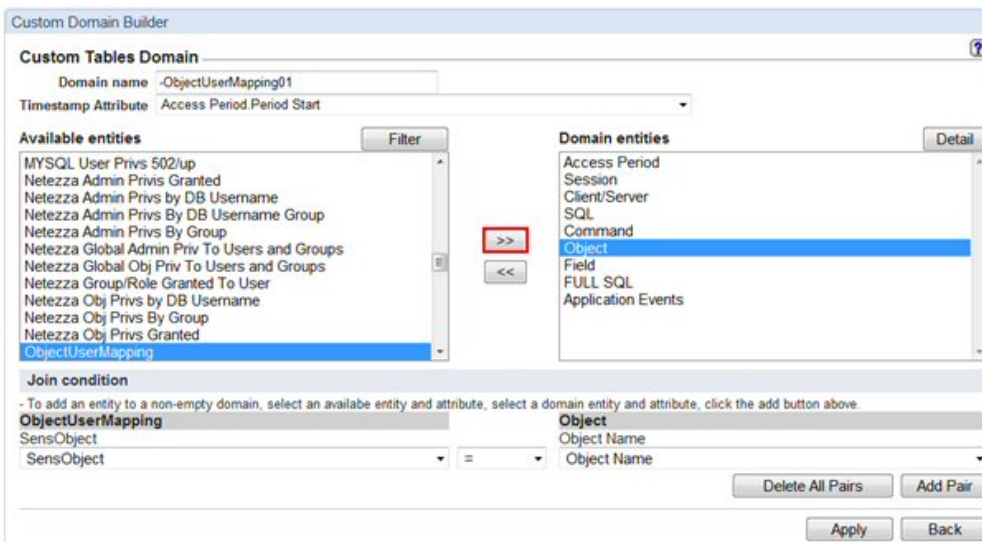 Custom Domain Builder
Custom Tables Domain
?
Domain name -ObjectUserMapping01
Timestamp Attribute Access Period.Period Start
Available entities Filter
MYSQL User Privs 502/up
Netezza Admin Privis Granted
Netezza Admin Privs by DB Username
Netezza Admin Privs By DB Username Group
Netezza Admin Privs By Group
Netezza Global Admin Priv To Users and Groups
Netezza Global Obj Priv To Users and Groups
Netezza Group/Role Granted To User
Netezza Obj Privs by DB Username
Netezza Obj Privs By Group
Netezza Obj Privs Granted
ObjectUserMapping
>>
<<
Domain entities Detail
Access Period
Session
Client/Server
SQL
Command
Object
Field
FULL SQL
Application Events
Join condition
- To add an entity to a non-empty domain, select an availabe entity and attribute, select a domain entity and attribute, click the add button above.
ObjectUserMapping Object
SensObject Object Name
SensObject = Object Name
Delete All Pairs Add Pair
Apply Back